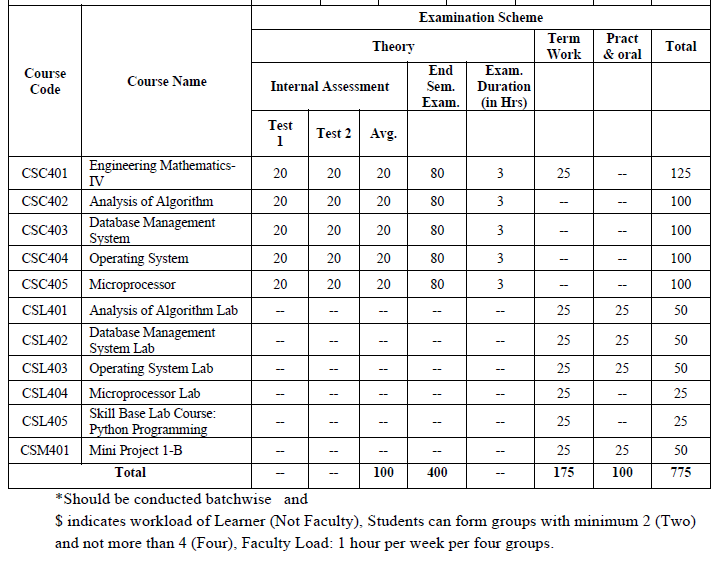 Examination Scheme
Course Code
Course Name
Theory
Term Work
Pract & oral
Total
Internal Assessment
End Sem. Exam.
Exam. Duration (in Hrs)
Test 1
Test 2
Avg.
CSC401 Engineering Mathematics-IV 20 20 20 80 3 25 -- 125
CSC402 Analysis of Algorithm 20 20 20 80 3 -- -- 100
CSC403 Database Management System 20 20 20 80 3 -- -- 100
CSC404 Operating System 20 20 20 80 3 -- -- 100
CSC405 Microprocessor 20 20 20 80 3 -- -- 100
CSL401 Analysis of Algorithm Lab -- -- -- -- -- 25 25 50
CSL402 Database Management System Lab -- -- -- -- -- 25 25 50
CSL403 Operating System Lab -- -- -- -- -- 25 25 50
CSL404 Microprocessor Lab -- -- -- -- -- 25 -- 25
CSL405 Skill Base Lab Course: Python Programming -- -- -- -- -- 25 -- 25
CSM401 Mini Project 1-B -- -- -- -- -- 25 25 50
Total -- -- 100 400 -- 175 100 775
*Should be conducted batchwise and
$ indicates workload of Learner (Not Faculty), Students can form groups with minimum 2 (Two)
and not more than 4 (Four), Faculty Load: 1 hour per week per four groups.